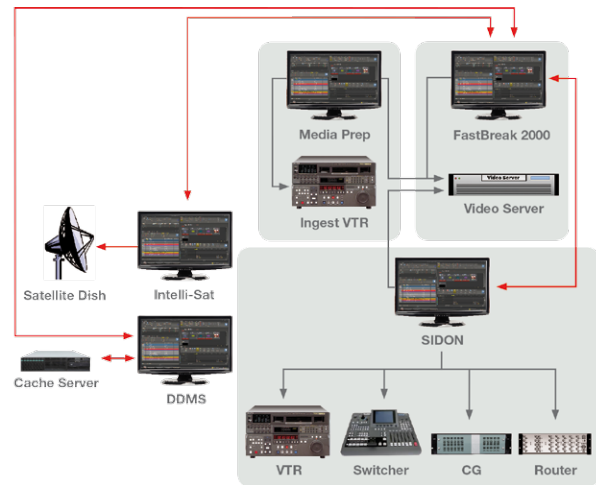 Media Prep
FastBreak 2000
Video Server
Ingest VTR
Video Server
Satellite Dish
Intelli-Sat
SIDON
Cache Server
DDMS
VTR
Switcher
CG
Router